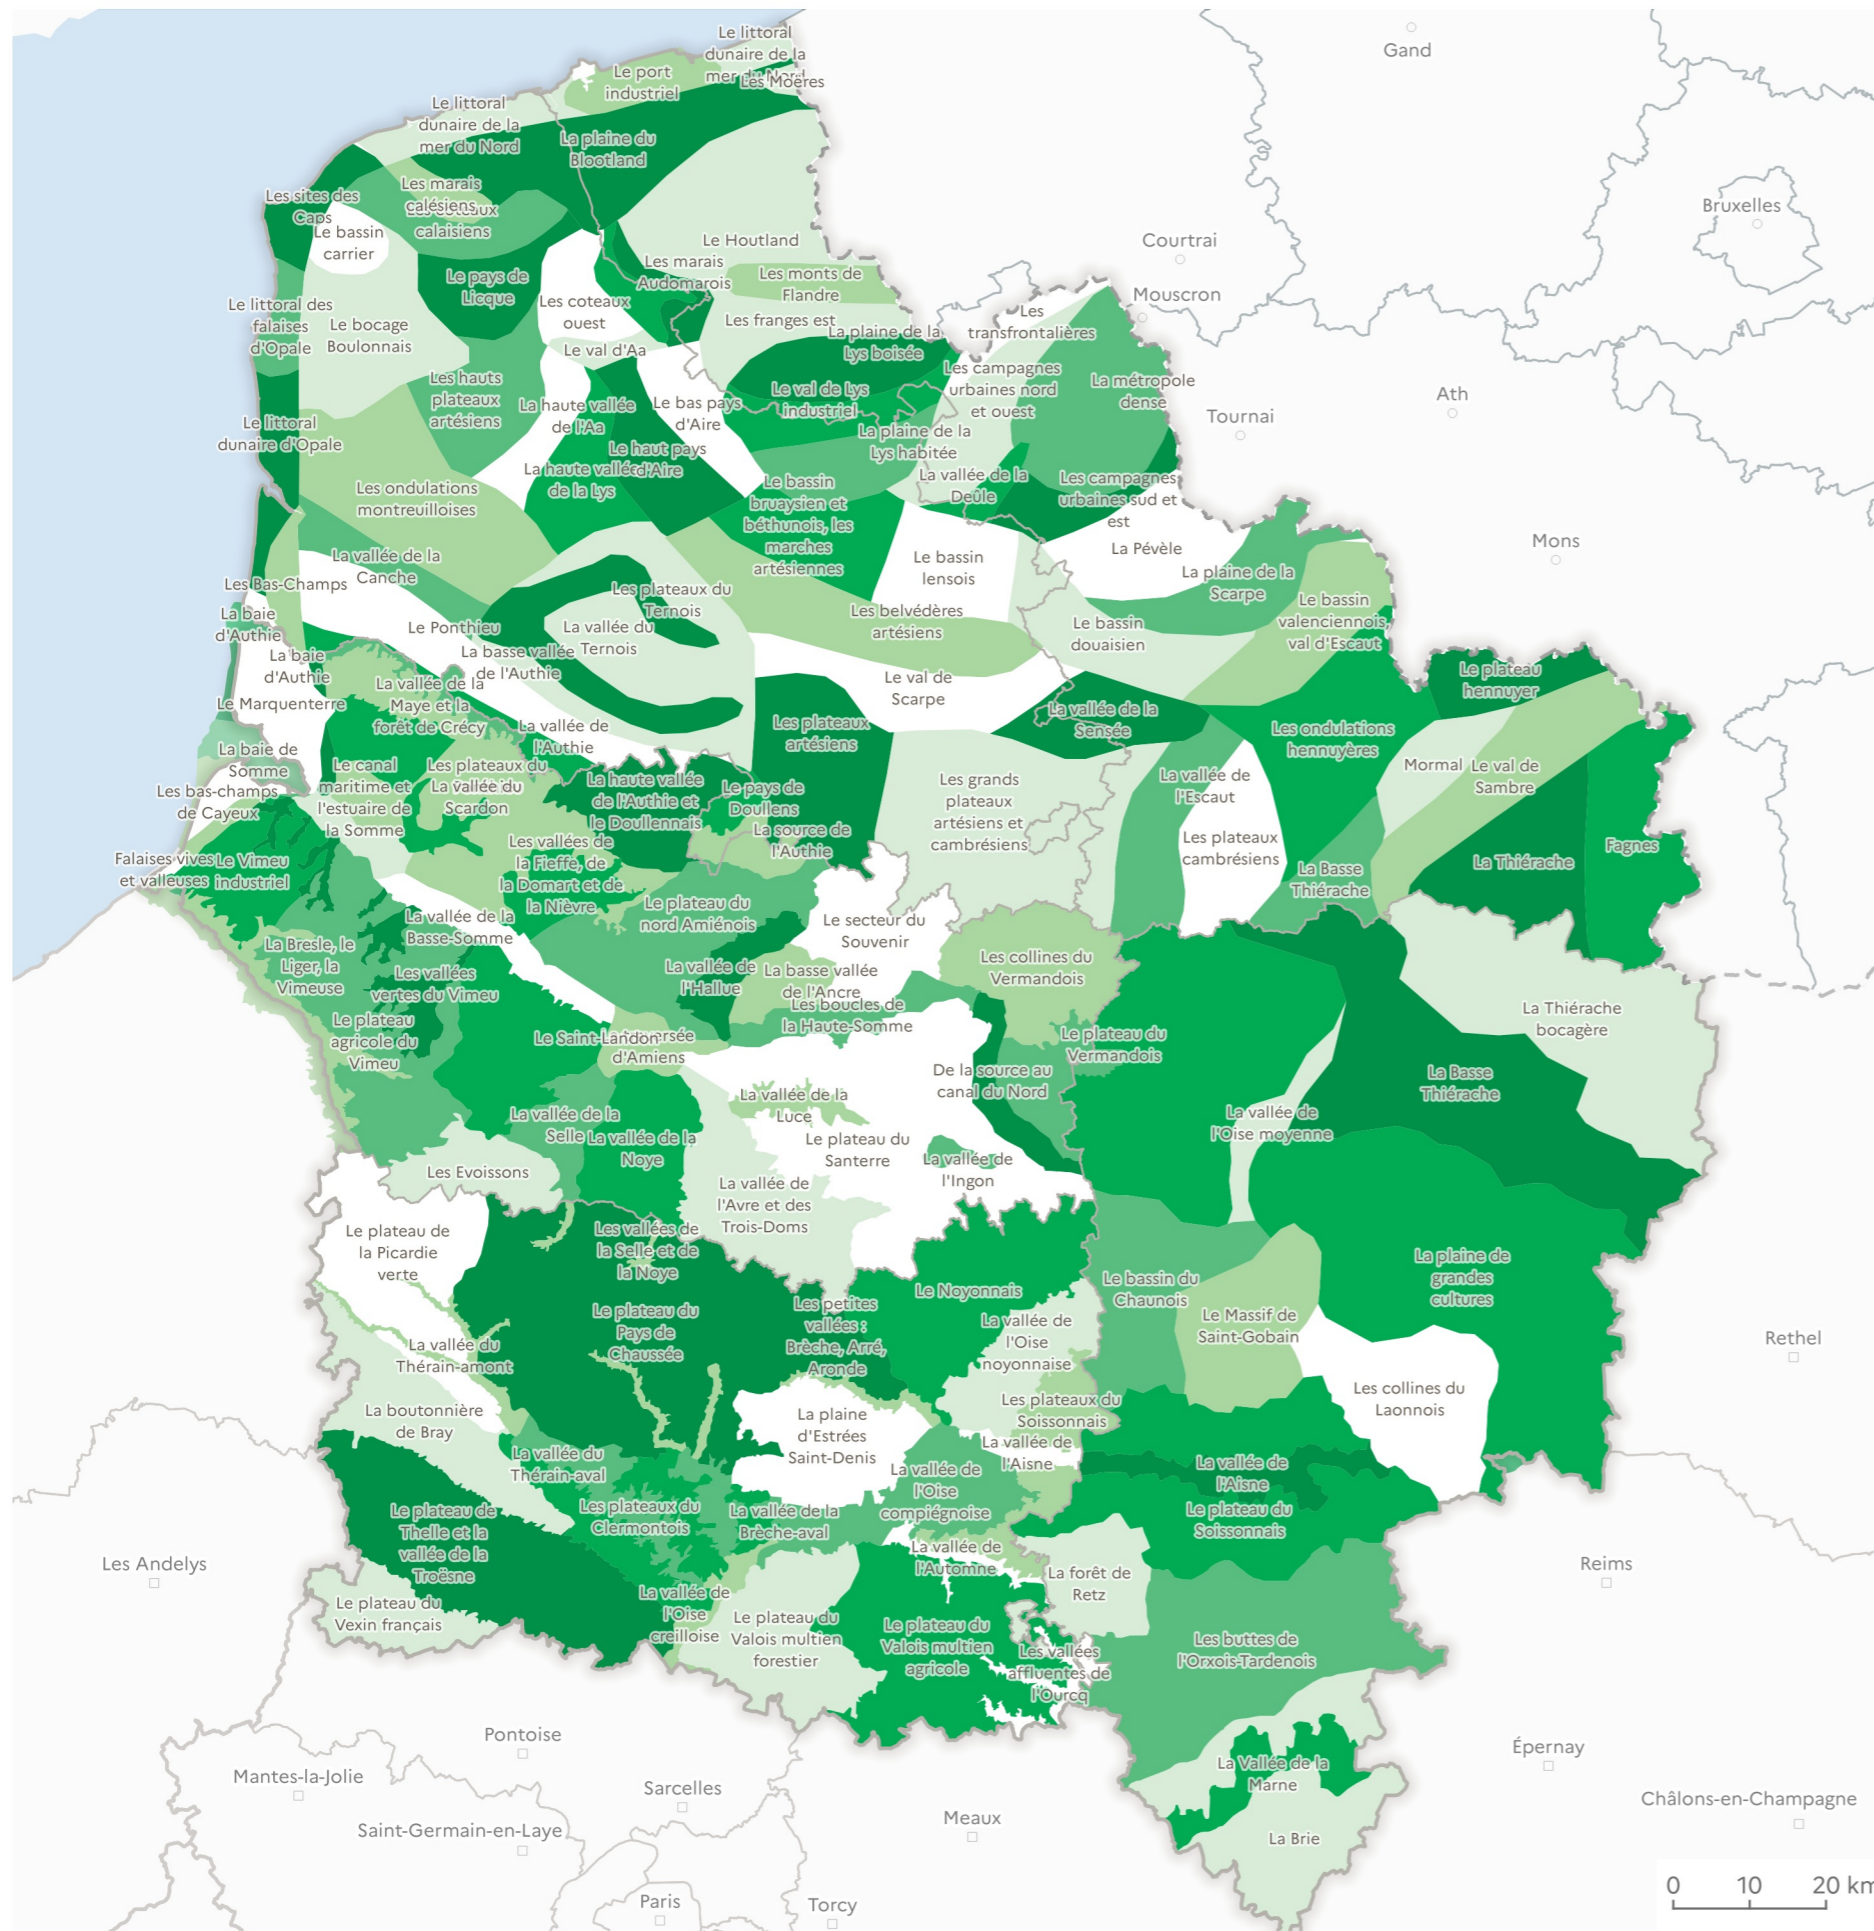 Le littoral
dunaire de la
mer du Nord
Gand
Le port
industriel
Les Moëres
Le littoral
dunaire de la
mer du Nord
La plaine du
Blootland
Les marais
calésiens
Les coteaux
calaisiens
Les sites des
Caps
Le bassin
carrier
Bruxelles
Le Houtland
Courtrai
Les marais
Audomarois
Les monts de
Flandre
Le pays de
Licque
Les coteaux
ouest
Mouscron
Le littoral des
falaises
d'Opale
Le bocage
Boulonnais
Les franges est
Les
transfrontalières
La plaine de la
Lys boisée
Le val d'Aa
Les hauts
plateaux
artésiens
Les campagnes
urbaines nord
et ouest
La métropole
dense
Ath
Le val de Lys
industriel
La haute vallée
de l'Aa
Le bas pays
d'Aire
Tournai
Le littoral
dunaire d'Opale
La plaine de la
Lys habitée
Le haut pays
d'Aire
La haute vallée
de la Lys
La vallée de la
Deûle
Les campagnes
urbaines sud et
est
Les ondulations
montreuilloises
Le bassin
bruaysien et
béthunois, les
marches
artésiennes
Le bassin
lensois
La Pévèle
Mons
La vallée de la
Canche
Les Bas-Champs
La plaine de la
Scarpe
Les plateaux du
Ternois
Les belvédères
artésiens
Le bassin
valenciennois,
val d'Escaut
La baie
d'Authie
Le Ponthieu
La vallée du
Ternois
Le bassin
douaisien
La baie
d'Authie
La basse vallée
de l'Authie
Le plateau
hennuyer
Le val de
Scarpe
La vallée de la
Maye et la
forêt de Crécy
Le Marquenterre
La vallée de la
Sensée
Les plateaux
artésiens
Les ondulations
hennuyères
La vallée de
l'Authie
La baie de
Somme
Le canal
maritime et
l'estuaire de
la Somme
Les plateaux du
La vallée du
Scardon
La haute vallée
de l'Authie et
le Doullennais
Le pays de
Doullens
Les grands
plateaux
artésiens et
cambrésiens
La vallée de
l'Escaut
Mormal
Le val de
Sambre
Les bas-champs
de Cayeux
La source de
l'Authie
Les plateaux
cambrésiens
Fagnes
Falaises vives
et valleuses
Le Vimeu
industriel
Les vallées de
la Fieffe, de
la Domart et de
la Nièvre
La Basse
Thiérache
La Thiérache
Le plateau du
nord Amiénois
La vallée de la
Basse-Somme
Le secteur du
Souvenir
La Bresle, le
Liger, la
Vimeuse
Les vallées
vertes du Vimeu
La vallée de
l'Hallue
La basse vallée
de l'Ancre
Les collines du
Vermandois
Les boucles de
la Haute-Somme
La Thiérache
bocagère
Le plateau
agricole du
Vimeu
Le Saint-Landon
d'Amiens
Le plateau du
Vermandois
De la source au
canal du Nord
La Basse
Thiérache
La vallée de la
Luce
La vallée de la
Selle
La vallée de la
Noye
La vallée de
l'Oise moyenne
Le plateau du
Santerre
La vallée de
l'Ingon
Les Evoissons
La vallée de
l'Avre et des
Trois-Doms
Le plateau de
la Picardie
verte
Les vallées de
la Selle et de
la Noye
La plaine de
grandes
cultures
Le Noyonnais
Le bassin du
Chaunois
Le plateau du
Pays de
Chaussée
Les petites
vallées :
Brèche, Arré,
Aronde
La vallée de
l'Oise
noyonnaise
Le Massif de
Saint-Gobain
Rethel
La vallée du
Thérain-amont
Les collines du
Laonnois
Les plateaux du
Soissonnais
La boutonnière
de Bray
La plaine
d'Estrées
Saint-Denis
La vallée du
Thérain-aval
La vallée de
l'Aisne
La vallée de
l'Oise
compiégnoise
La vallée de
l'Aisne
Le plateau de
Thelle et la
vallée de la
Troësne
Les plateaux du
Clermontois
La vallée de la
Brèche-aval
Le plateau du
Soissonnais
Les Andelys
La vallée de
l'Automne
La forêt de
Retz
Reims
Le plateau du
Vexin français
La vallée de
l'Oise
creilloise
Le plateau du
Valois multien
forestier
Le plateau du
Valois multien
agricole
Les vallées
affluentes de
l'Ourcq
Les buttes de
l'Orxois-Tardenois
Pontoise
Mantes-la-Jolie
Sarcelles
La Vallée de la
Marne
Épernay
Saint-Germain-en-Laye
Meaux
Châlons-en-Champagne
La Brie
Paris
Torcy
0 10 20 km